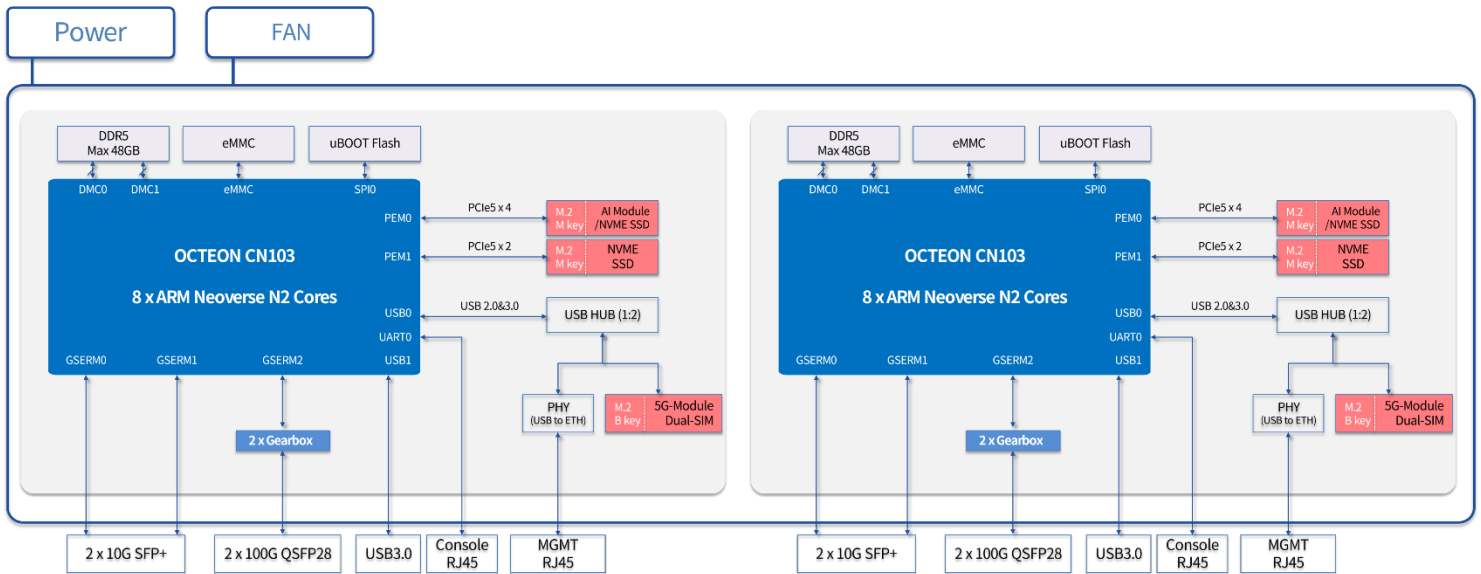 Power
FAN
DDR5
Max 48GB
eMMC
uBOOT Flash
DMC0
DMC1
eMMC
SPI0
PEM0
PCIe5 x 4
M.2
M key
AI Module
/NVME SSD
OCTEON CN103
PEM1
PCIe5 x 2
M.2
M key
NVME
SSD
8 x ARM Neoverse N2 Cores
USB0
USB 2.0&3.0
USB HUB (1:2)
UART0
GSERM0
GSERM1
GSERM2
USB1
PHY
(USB to ETH)
M.2
B key
5G-Module
Dual-SIM
2 x Gearbox
2 x 10G SFP+
2 x 100G QSFP28
USB3.0
Console
RJ45
MGMT
RJ45
DDR5
Max 48GB
eMMC
uBOOT Flash
DMC0
DMC1
eMMC
SPI0
PEM0
PCIe5 x 4
M.2
M key
AI Module
/NVME SSD
OCTEON CN103
PEM1
PCIe5 x 2
M.2
M key
NVME
SSD
8 x ARM Neoverse N2 Cores
USB0
USB 2.0&3.0
USB HUB (1:2)
UART0
GSERM0
GSERM1
GSERM2
USB1
PHY
(USB to ETH)
M.2
B key
5G-Module
Dual-SIM
2 x Gearbox
2 x 10G SFP+
2 x 100G QSFP28
USB3.0
Console
RJ45
MGMT
RJ45